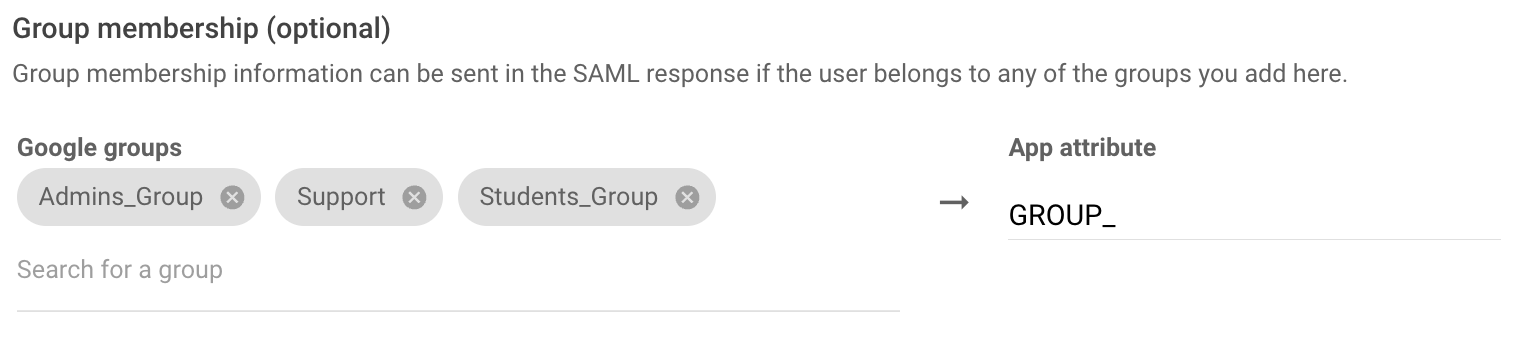 Group membership (optional)
Group membership information can be sent in the SAML response if the user belongs to any of the groups you add here.
Google groups
Admins_Group Support Students_Group
Search for a group
App attribute
GROUP_